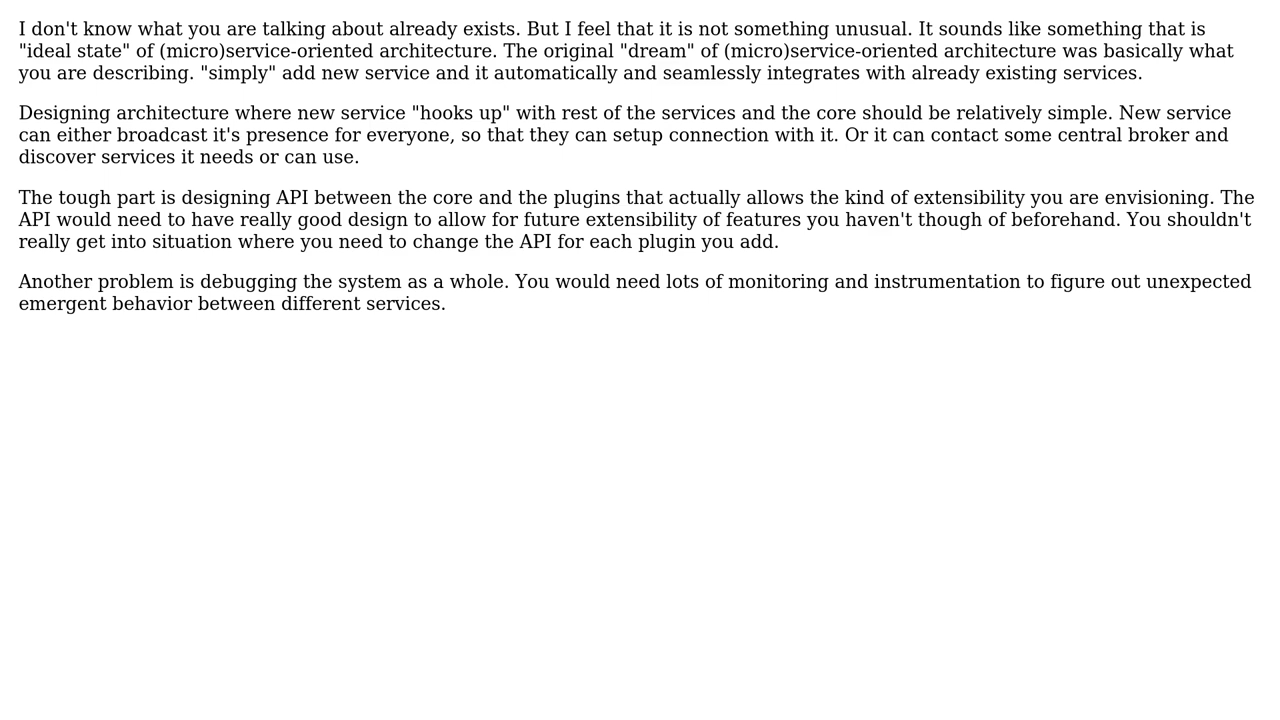 I don't know what you are talking about already exists. But I feel that it is not something unusual. It sounds like something that is
"ideal state" of (micro)service-oriented architecture. The original "dream" of (micro)service-oriented architecture was basically what
you are describing. "simply" add new service and it automatically and seamlessly integrates with already existing services.
Designing architecture where new service "hooks up" with rest of the services and the core should be relatively simple. New service
can either broadcast it's presence for everyone, so that they can setup connection with it. Or it can contact some central broker and
discover services it needs or can use.
The tough part is designing API between the core and the plugins that actually allows the kind of extensibility you are envisioning. The
API would need to have really good design to allow for future extensibility of features you haven't though of beforehand. You shouldn't
really get into situation where you need to change the API for each plugin you add.
Another problem is debugging the system as a whole. You would need lots of monitoring and instrumentation to figure out unexpected
emergent behavior between different services.